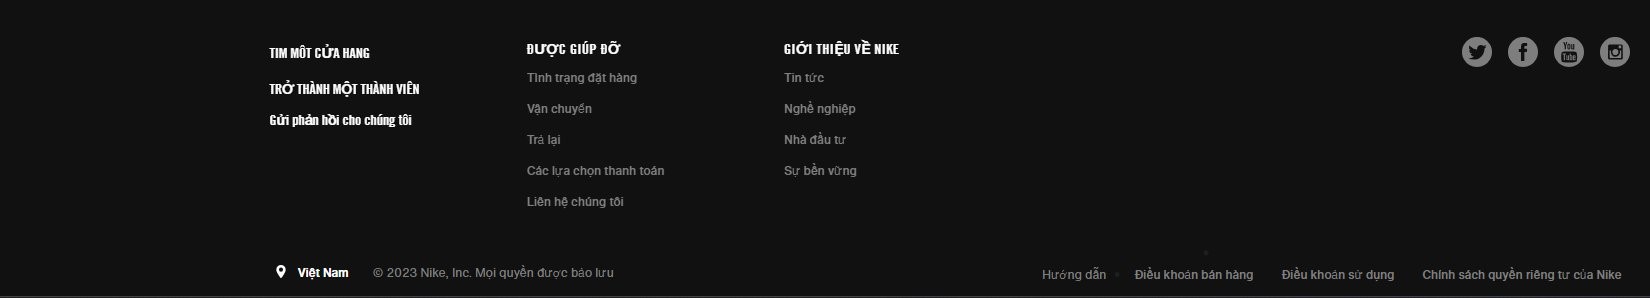 TIM MÔT CỬA HANG
TRỞ THÀNH MỘT THÀNH VIÊN
Gửi phản hồi cho chúng tôi
ĐƯỢC GIÚP ĐỠ
Tình trạng đặt hàng
Vận chuyển
Trả lại
Các lựa chọn thanh toán
Liên hệ chúng tôi
GIỚI THIỆU VỀ NIKE
Tin tức
Nghề nghiệp
Nhà đầu tư
Sự bền vững
You
Tube
Việt Nam
© 2023 Nike, Inc. Mọi quyền được bảo lưu
Hướng dẫn
Điều khoản bán hàng
Điều khoản sử dụng
Chính sách quyền riêng tư của Nike